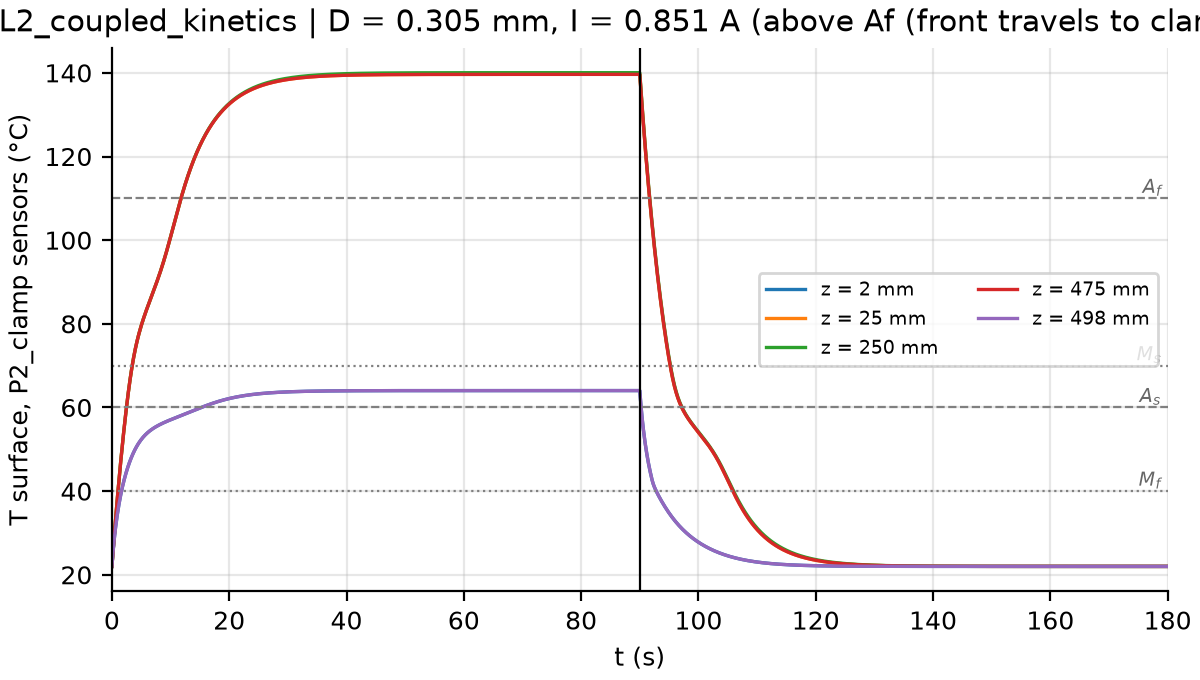 L2_coupled_kinetics | D = 0.305 mm, I = 0.851 A (above Af (front travels to clar
T surface, P2_clamp sensors (°C)
140
120
100
80
60
40
20
A_f
M_s
A_s
M_f
z = 2 mm
z = 25 mm
z = 250 mm
z = 475 mm
z = 498 mm
0 20 40 60 80 100 120 140 160 180
t (s)